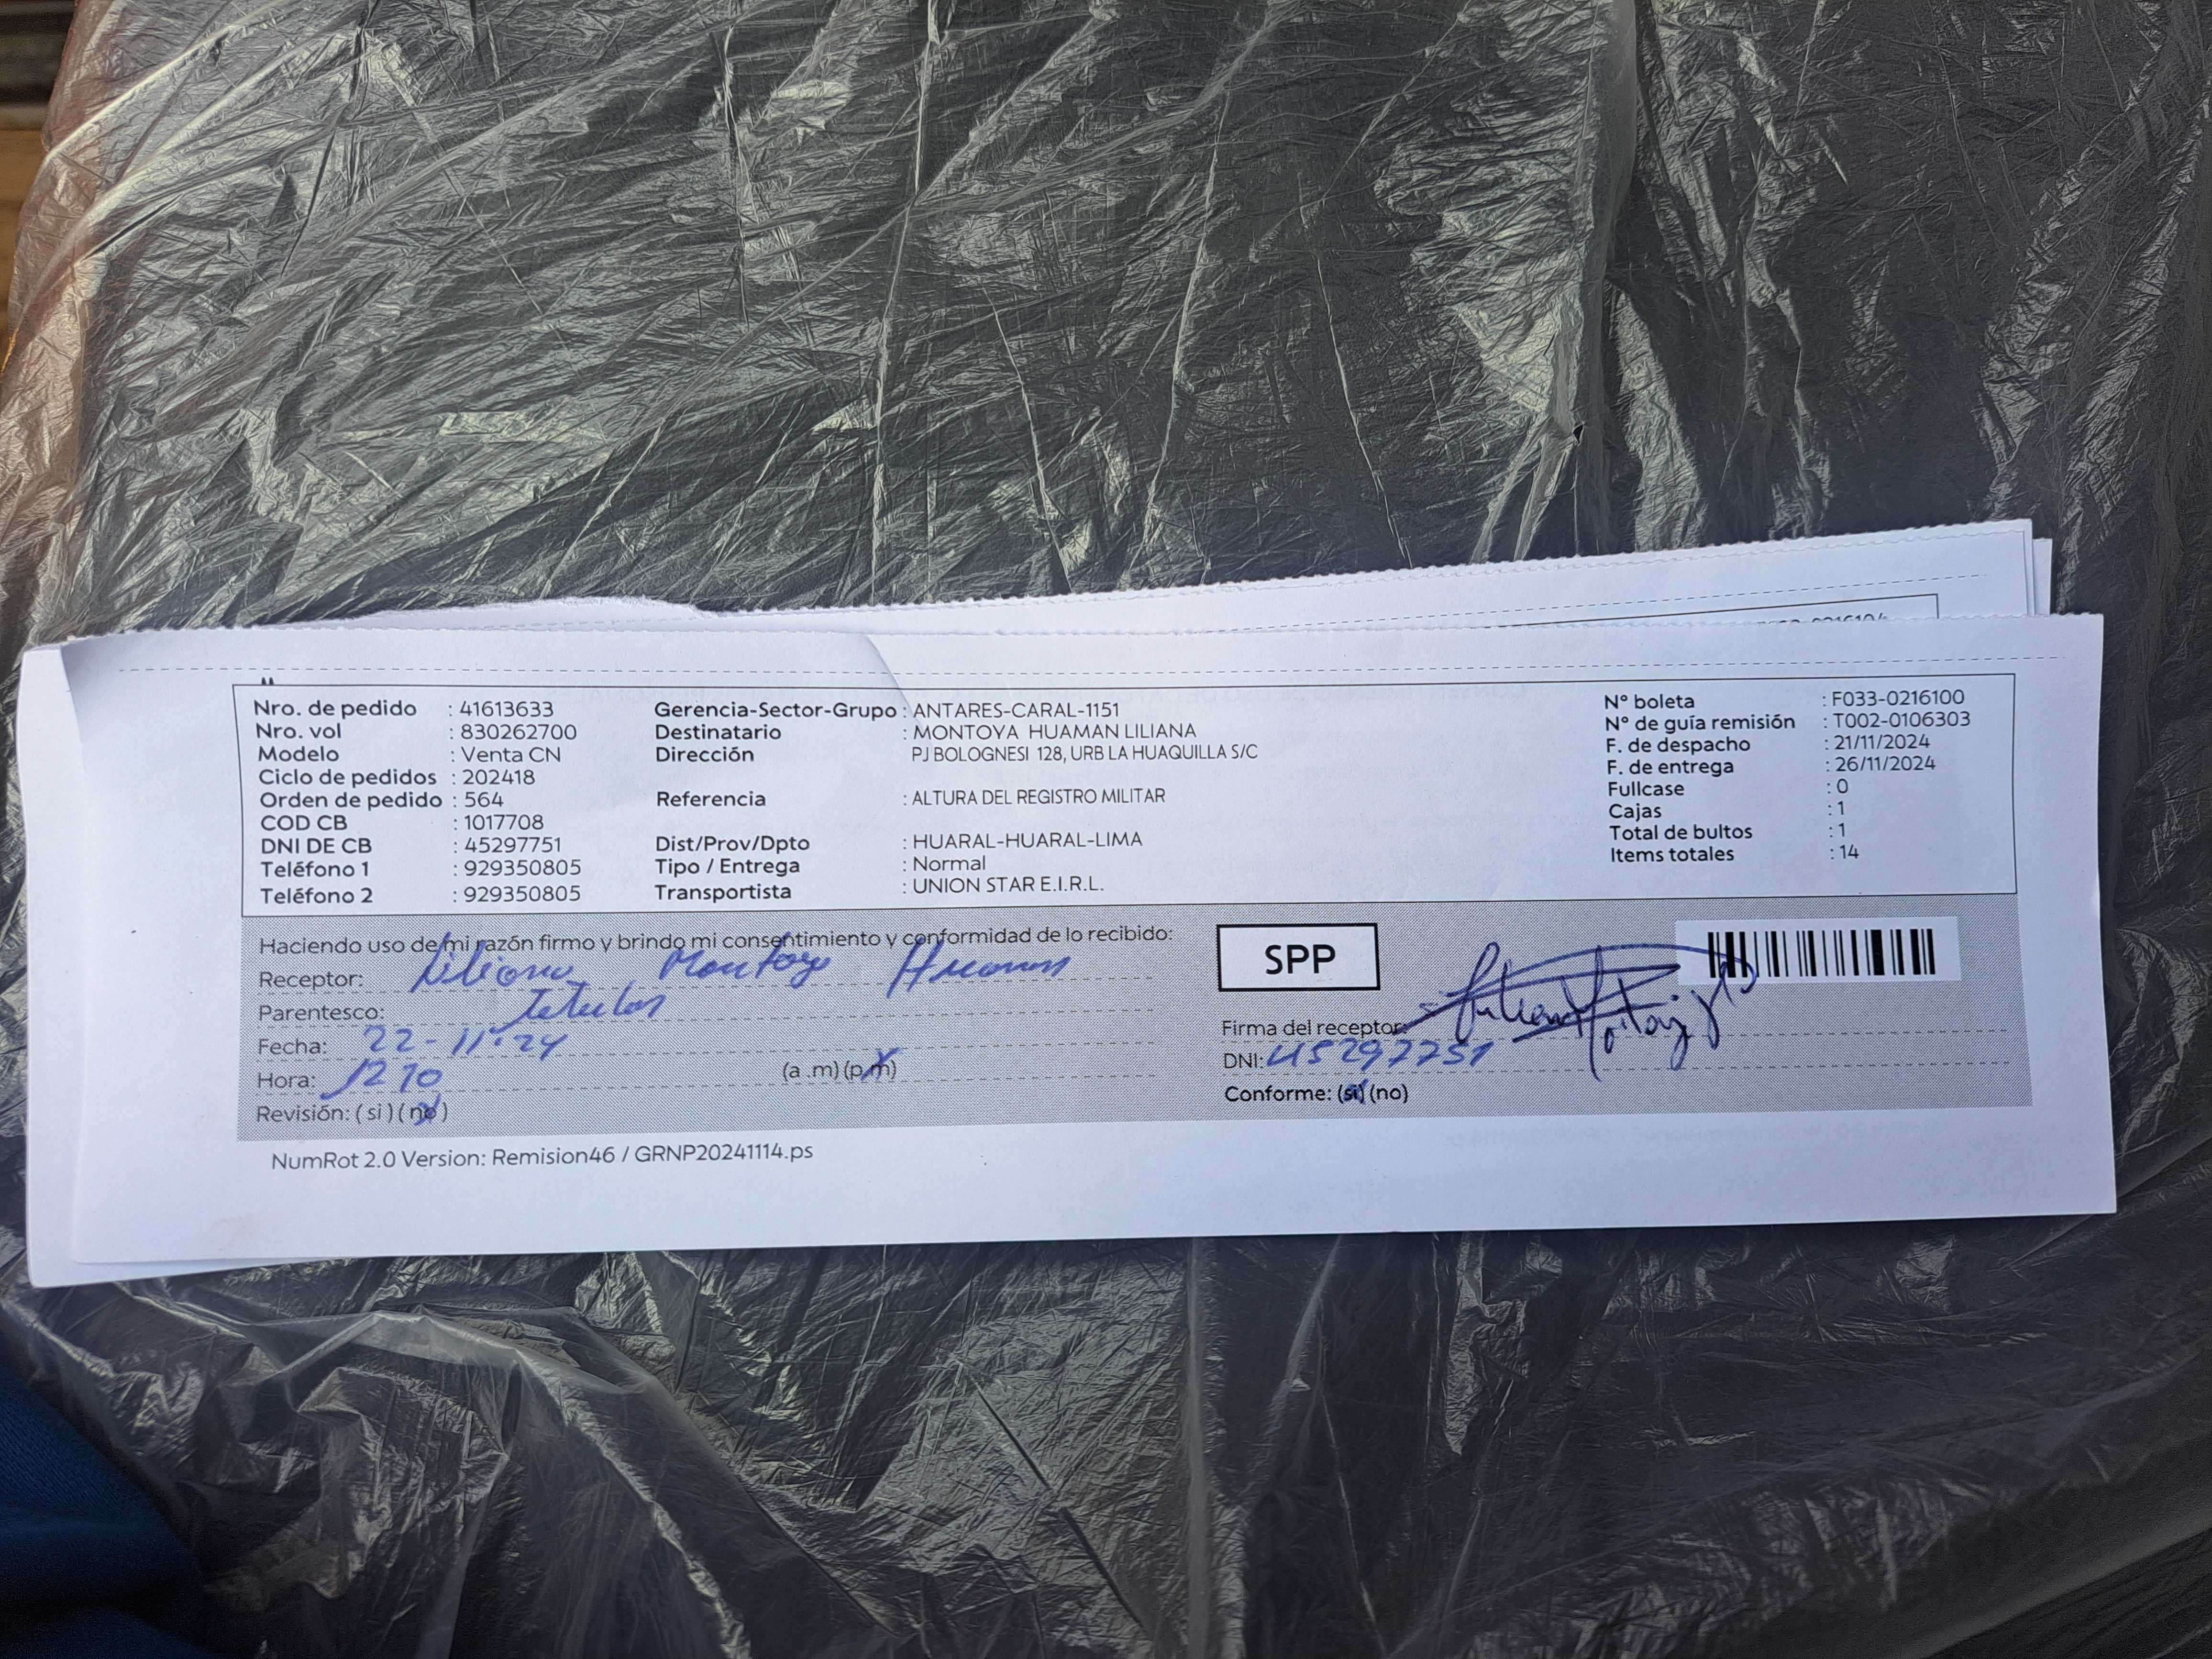 Nro. de pedido : 41613633 Gerencia-Sector-Grupo : ANTARES-CARAL-1151 N° boleta : F033-0216100
Nro. vol : 830262700 Destinatario : MONTOYA HUAMAN LILIANA N° de guía remisión : T002-0106303
Modelo : Venta CN Dirección PJ BOLOGNESI 128, URB LA HUAQUILLA S/C F. de despacho : 21/11/2024
Ciclo de pedidos : 202418 F. de entrega : 26/11/2024
Orden de pedido : 564 Referencia : ALTURA DEL REGISTRO MILITAR Fullcase : 0
COD CB : 1017708 Cajas : 1
DNI DE CB : 45297751 Dist/Prov/Dpto : HUARAL-HUARAL-LIMA Total de bultos : 1
Teléfono 1 : 929350805 Tipo / Entrega : Normal Items totales : 14
Teléfono 2 : 929350805 Transportista : UNION STAR E.I.R.L.
Haciendo uso de mi razón firmo y brindo mi consentimiento y conformidad de lo recibido:
SPP
Receptor: Liliana Montoya Huaman
Parentesco: Titular
Firma del receptor:
Fecha: 22-11-24
DNI: 45297751
Hora: 12 10 (a .m) (p.m)
Conforme: (si) (no)
Revisión: ( si ) ( no )
NumRot 2.0 Version: Remision46 / GRNP20241114.ps